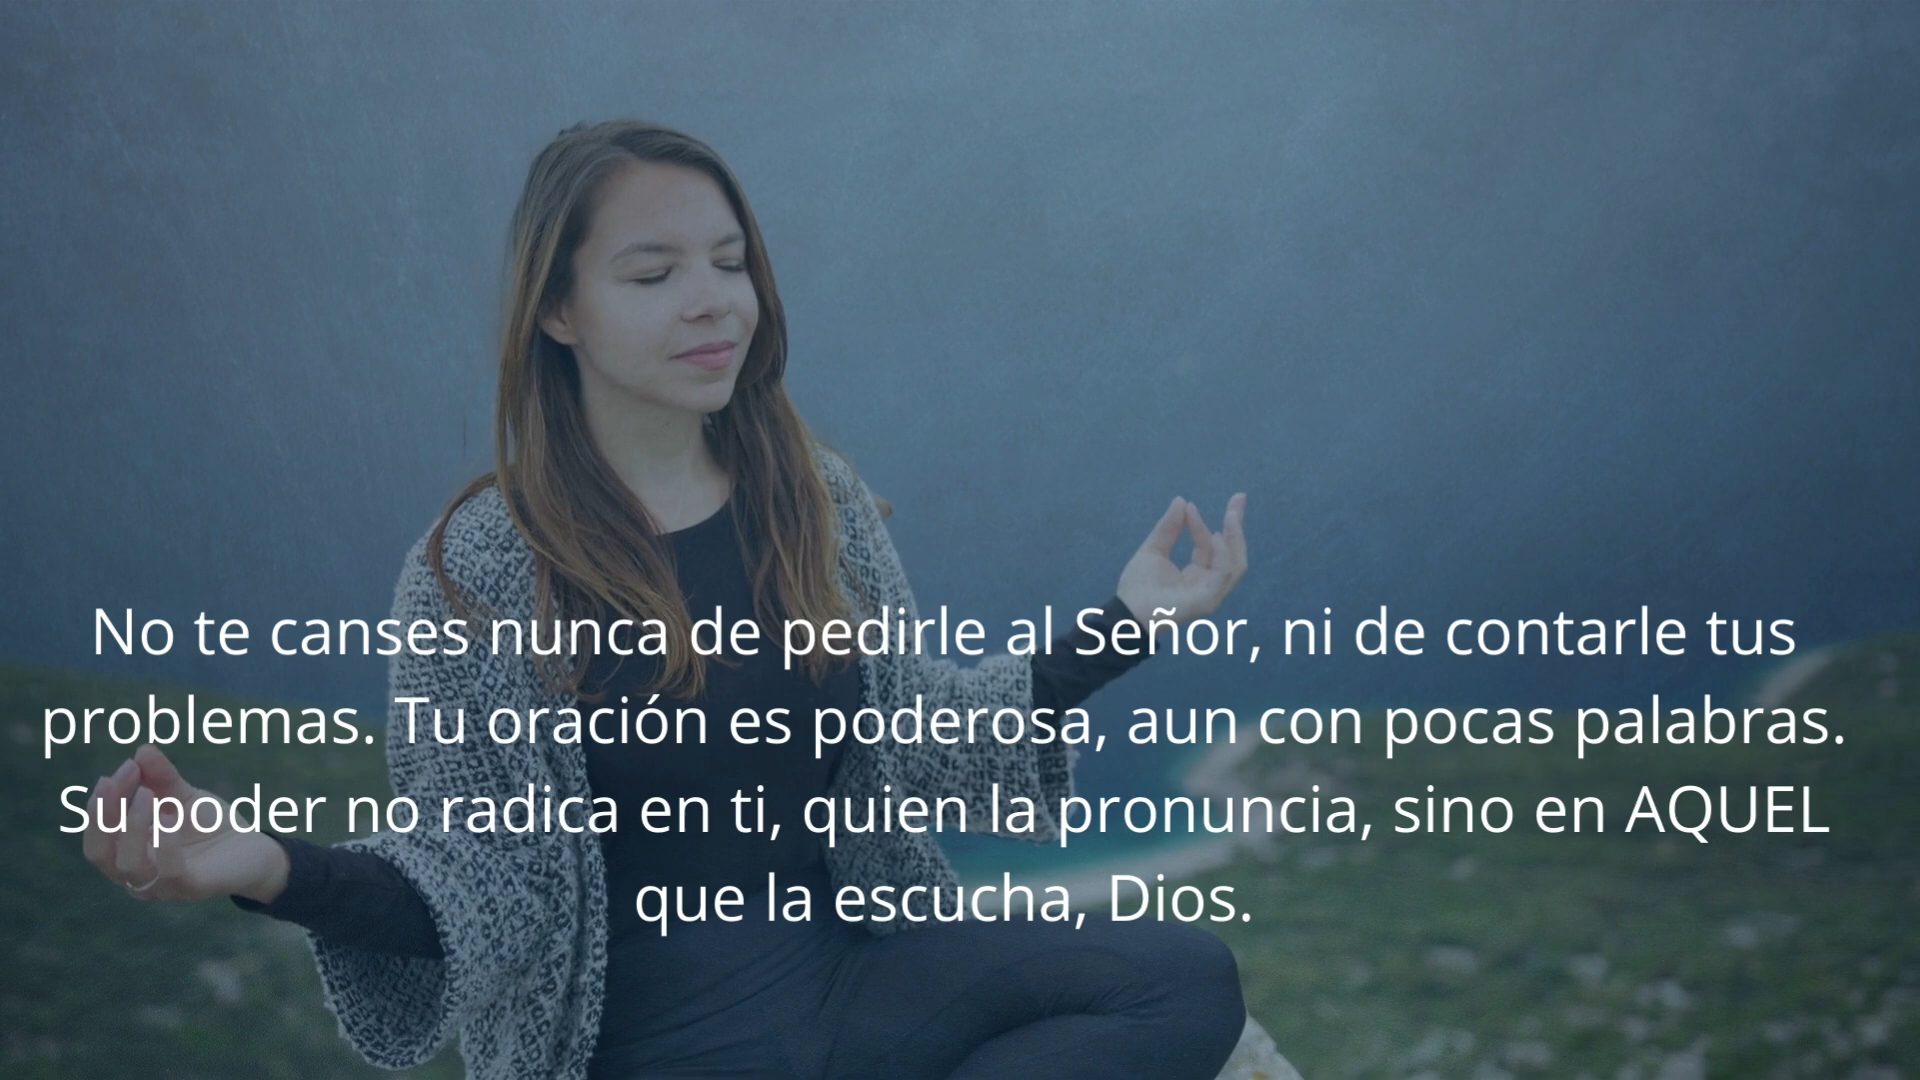 No te canses nunca de pedirle al Señor, ni de contarle tus
problemas. Tu oración es poderosa, aun con pocas palabras.
Su poder no radica en ti, quien la pronuncia, sino en AQUEL
que la escucha, Dios.